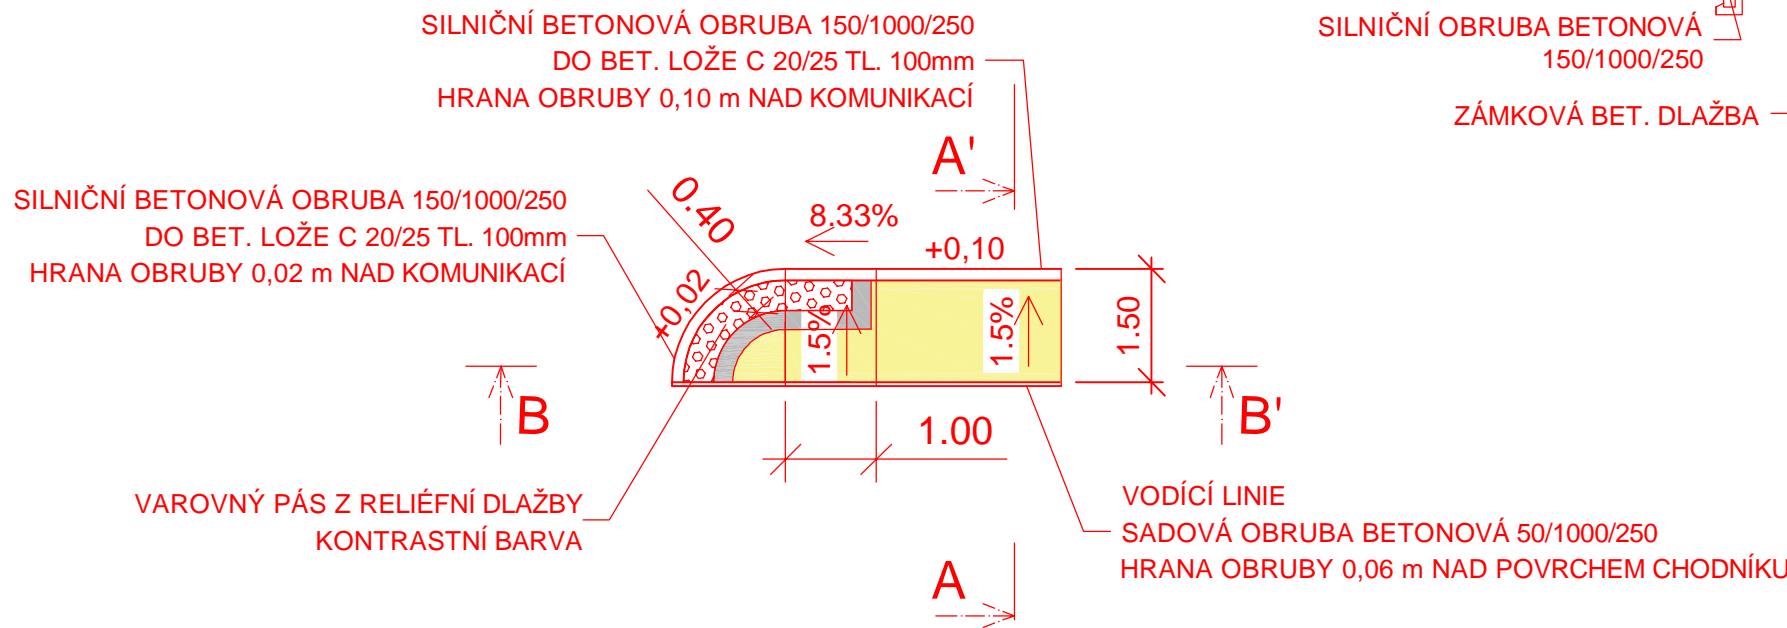 SILNIČNÍ BETONOVÁ OBRUBA 150/1000/250
DO BET. LOŽE C 20/25 TL. 100mm
HRANA OBRUBY 0,10 m NAD KOMUNIKACÍ
SILNIČNÍ OBRUBA BETONOVÁ
150/1000/250
ZÁMKOVÁ BET. DLAŽBA
A'
SILNIČNÍ BETONOVÁ OBRUBA 150/1000/250
DO BET. LOŽE C 20/25 TL. 100mm
HRANA OBRUBY 0,02 m NAD KOMUNIKACÍ
0.40
8.33%
+0,10
+0,02
1.5%
1.5%
1.50
B
B'
1.00
VAROVNÝ PÁS Z RELIÉFNÍ DLAŽBY
KONTRASTNÍ BARVA
VODÍCÍ LINIE
SADOVÁ OBRUBA BETONOVÁ 50/1000/250
HRANA OBRUBY 0,06 m NAD POVRCHEM CHODNÍKU
A